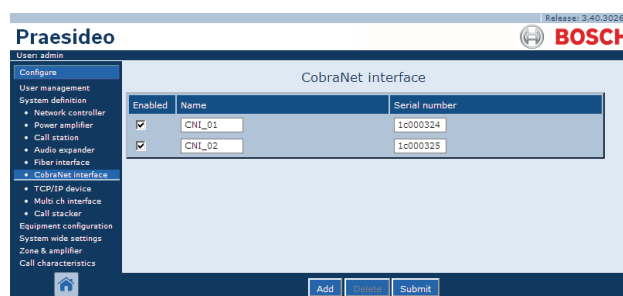 Release: 3.40.3026
Praesideo
BOSCH
User: admin
Configure
User management
System definition
• Network controller
• Power amplifier
• Call station
• Audio expander
• Fiber interface
• CobraNet interface
• TCP/IP device
• Multi ch interface
• Call stacker
Equipment configuration
System wide settings
Zone & amplifier
Call characteristics
CobraNet interface
Enabled Name Serial number
CNI_01 1c000324
CNI_02 1c000325
Add Delete Submit